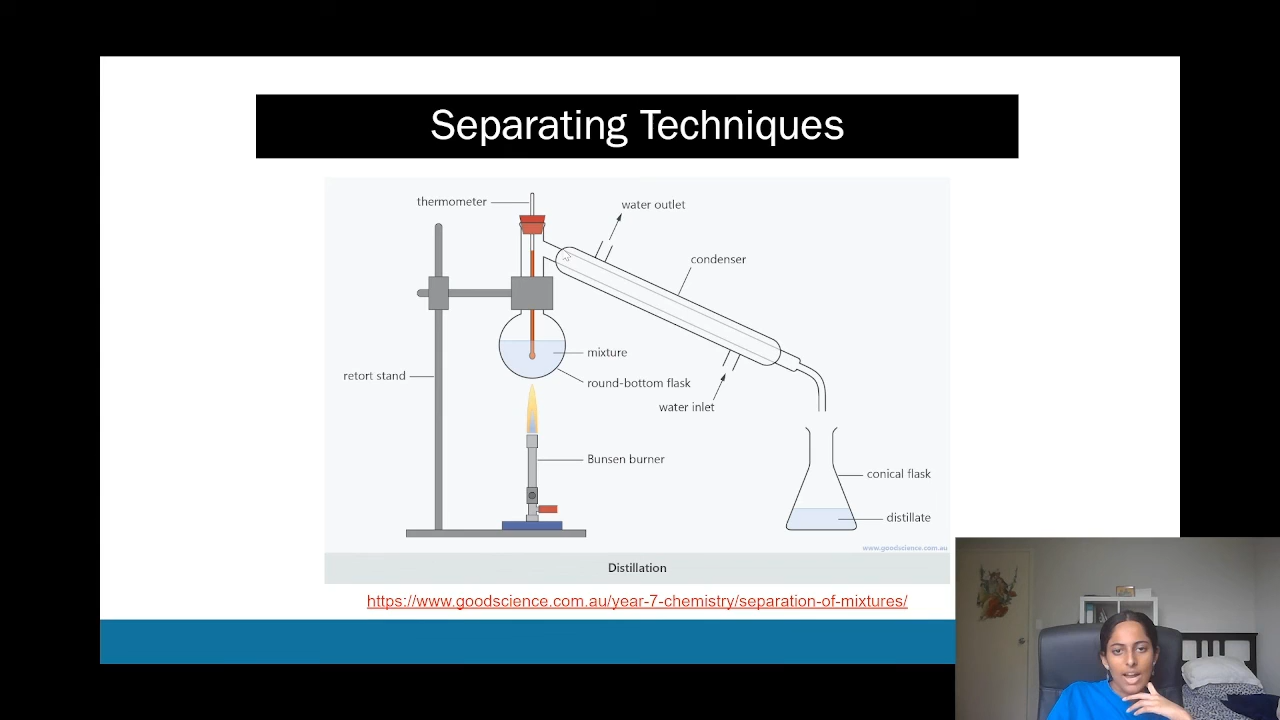 Separating Techniques
thermometer
water outlet
condenser
mixture
retort stand
round-bottom flask
water inlet
Bunsen burner
conical flask
distillate
www.goodscience.com.au
Distillation
https://www.goodscience.com.au/year-7-chemistry/separation-of-mixtures/